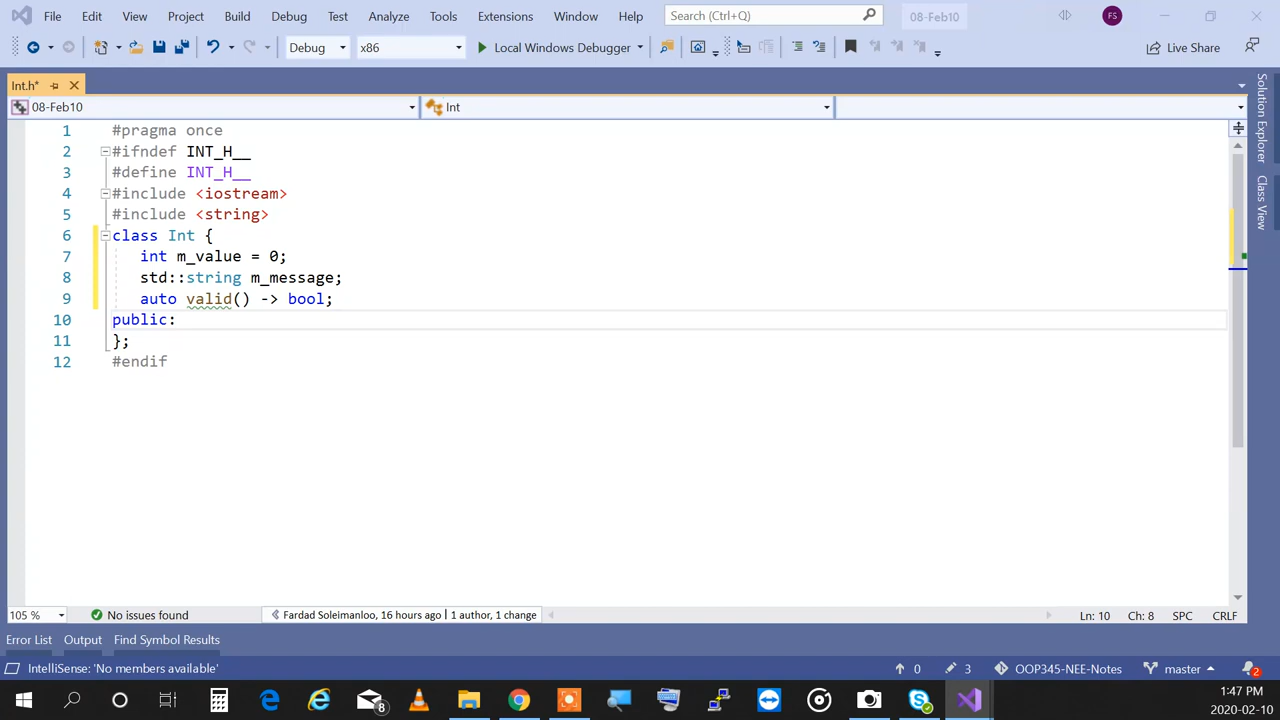 File Edit View Project Build Debug Test Analyze Tools Extensions Window Help Search (Ctrl+Q) 08-Feb10 FS
Debug x86 Local Windows Debugger Live Share
Int.h*
08-Feb10 Int
1 #pragma once
2 #ifndef INT_H__
3 #define INT_H__
4 #include <iostream>
5 #include <string>
6 class Int {
7 int m_value = 0;
8 std::string m_message;
9 auto valid() -> bool;
10 public:
11 };
12 #endif
Solution Explorer
Class View
105 % No issues found Fardad Soleimanloo, 16 hours ago | 1 author, 1 change Ln: 10 Ch: 8 SPC CRLF
Error List Output Find Symbol Results
IntelliSense: 'No members available' 0 3 OOP345-NEE-Notes master 2
8 1:47 PM
2020-02-10